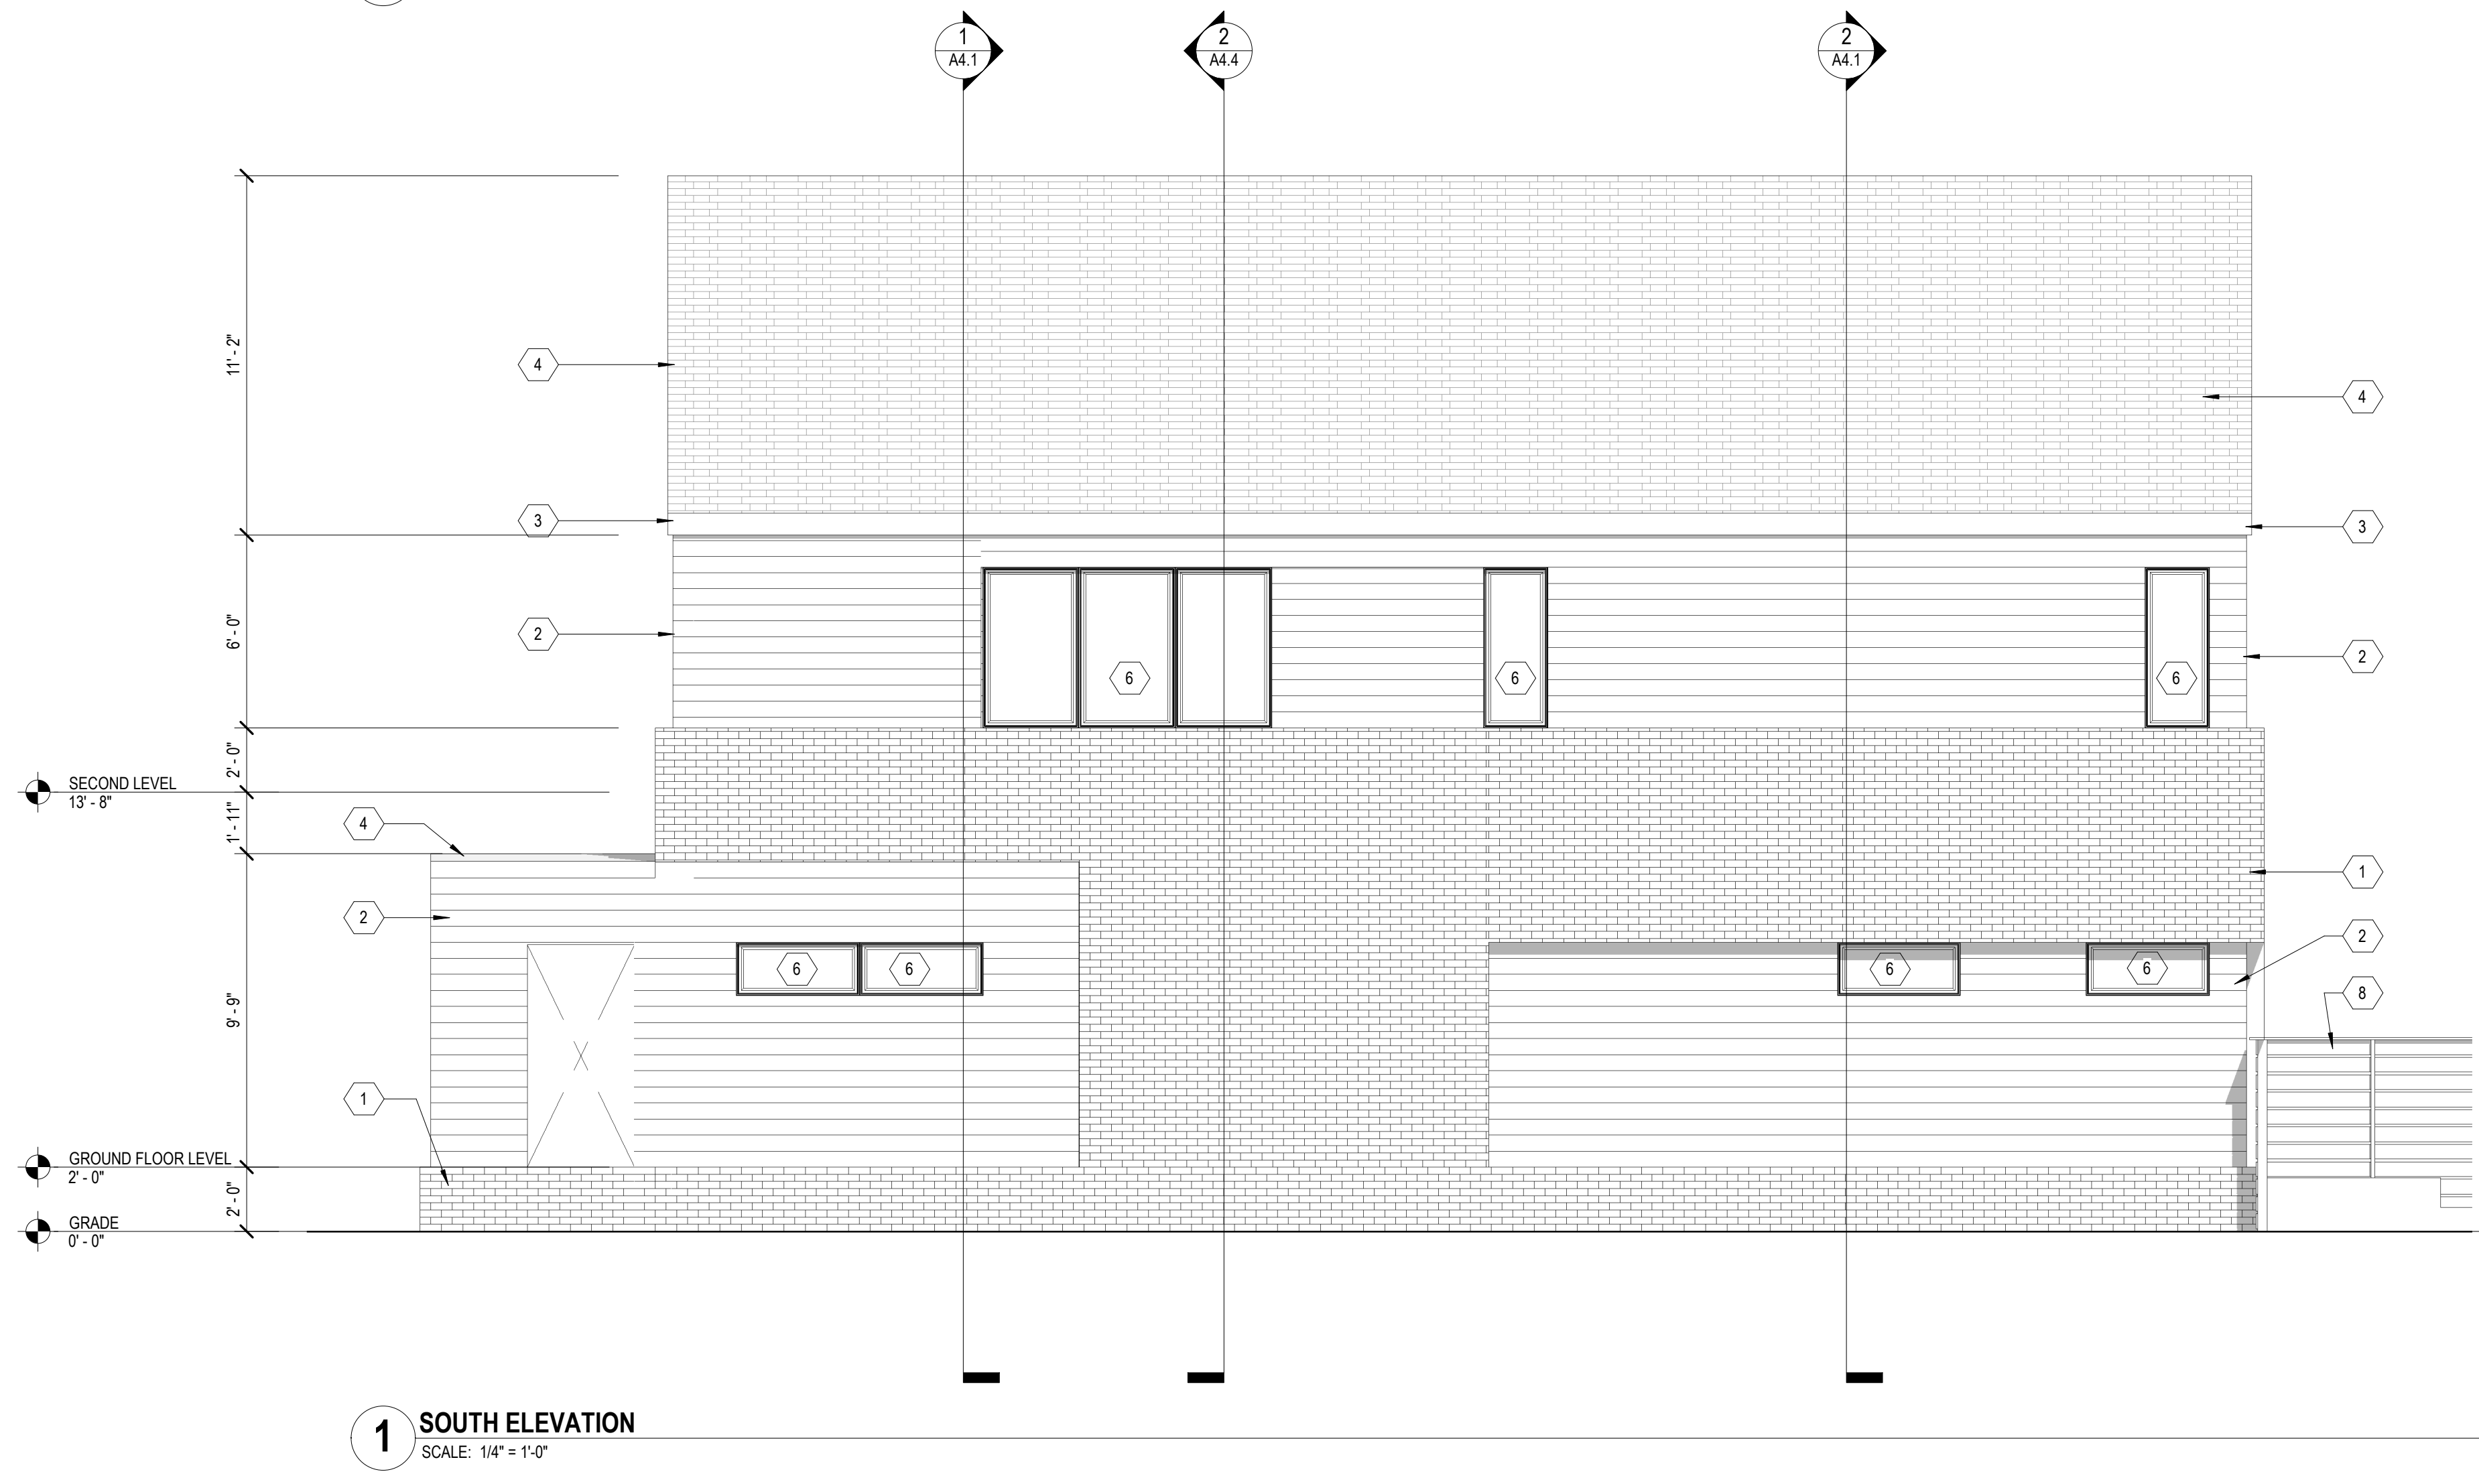 1
A4.1
2
A4.4
2
A4.1
11' - 2"
4
4
3
3
6' - 0"
2
2
6
6
6
2' - 0"
SECOND LEVEL
13' - 8"
1' - 11"
4
1
2
2
6
6
6
6
8
9' - 9"
1
GROUND FLOOR LEVEL
2' - 0"
2' - 0"
GRADE
0' - 0"
1
SOUTH ELEVATION
SCALE: 1/4" = 1'-0"